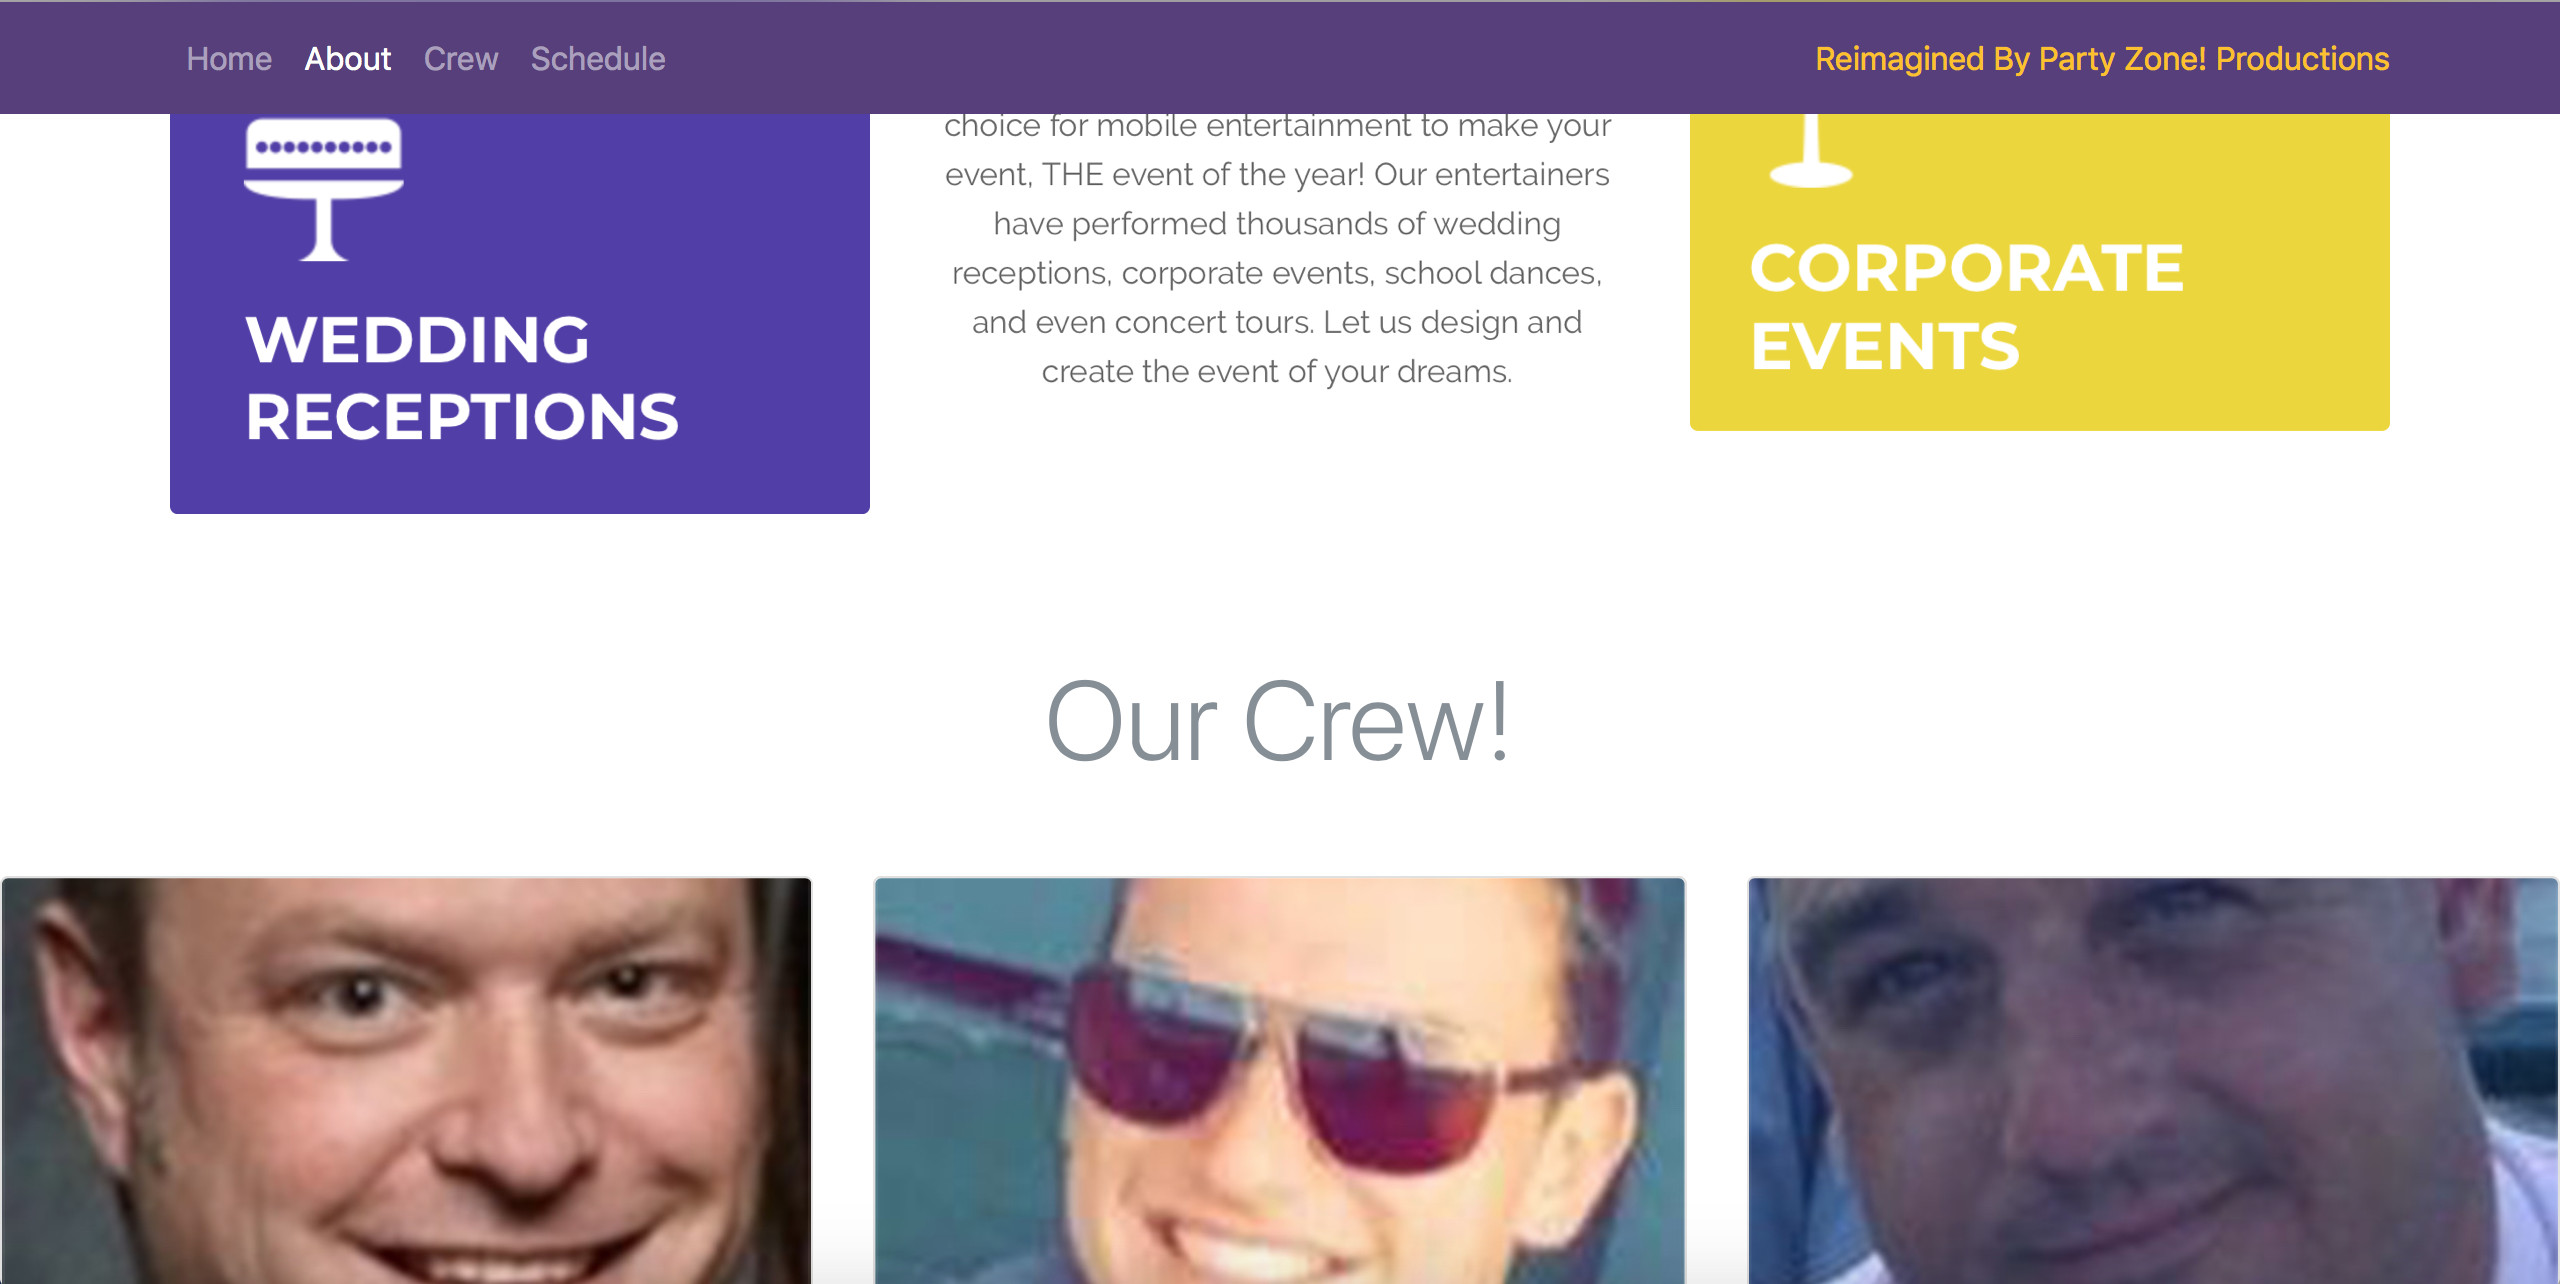 Home About Crew Schedule
Reimagined By Party Zone! Productions
WEDDING
RECEPTIONS
choice for mobile entertainment to make your
event, THE event of the year! Our entertainers
have performed thousands of wedding
receptions, corporate events, school dances,
and even concert tours. Let us design and
create the event of your dreams.
CORPORATE
EVENTS
Our Crew!